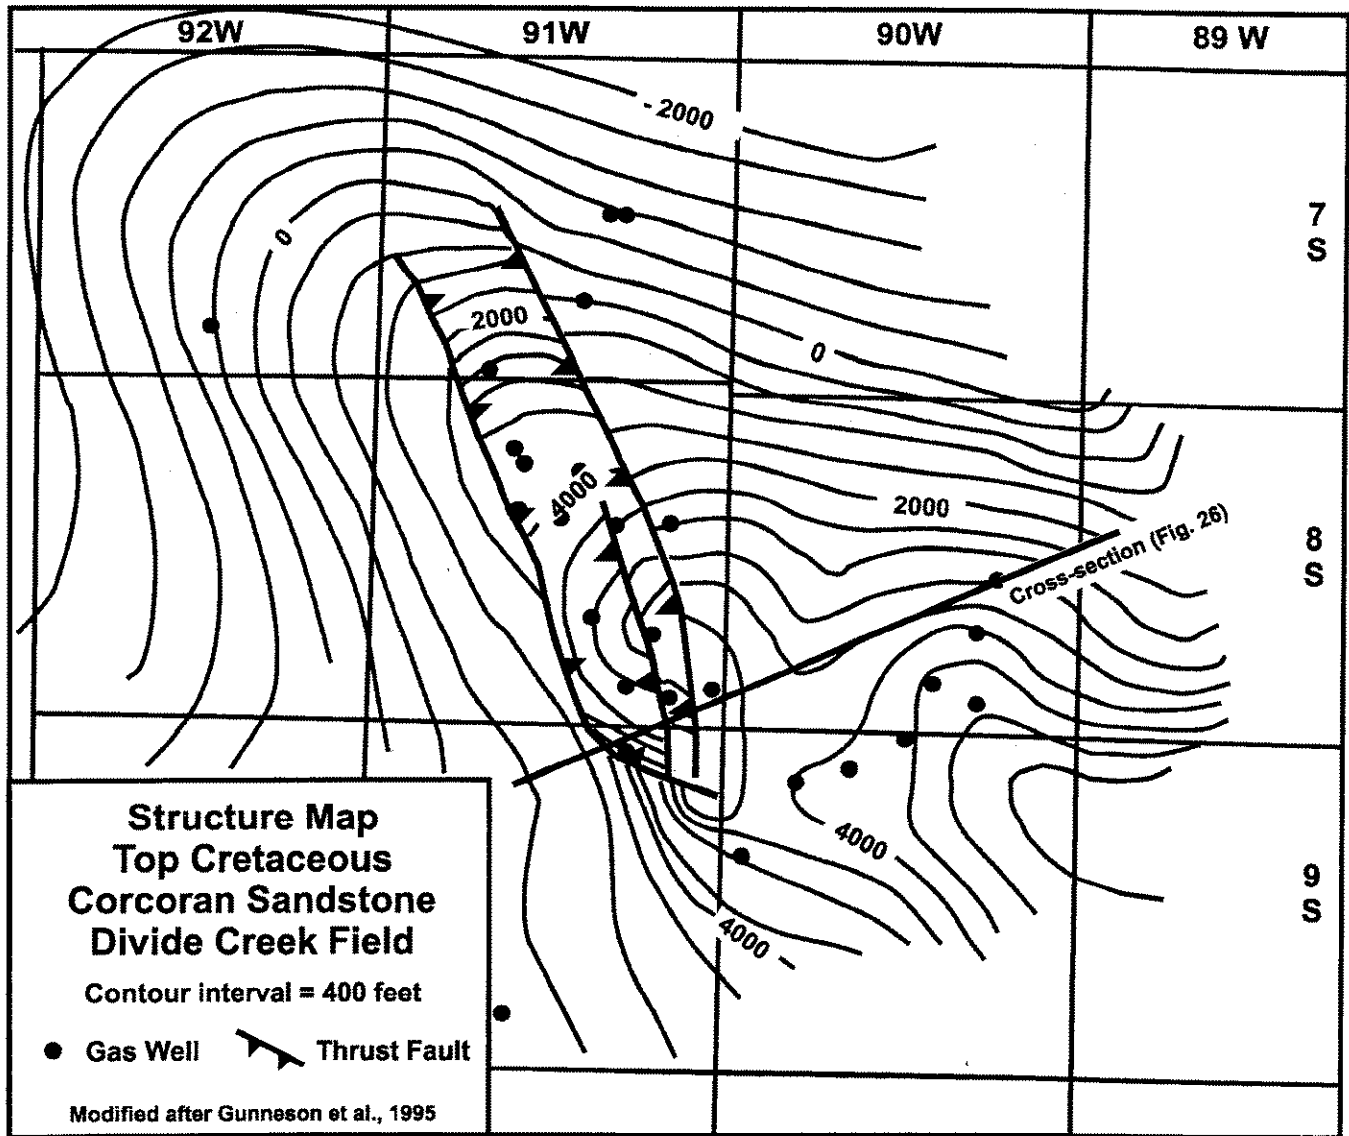 92W
91W
90W
89 W
- 2000
7
S
0
2000
0
4000
2000
8
S
Cross-section (Fig. 26)
4000
9
S
4000
Structure Map
Top Cretaceous
Corcoran Sandstone
Divide Creek Field
Contour interval = 400 feet
Gas Well
Thrust Fault
Modified after Gunneson et al., 1995